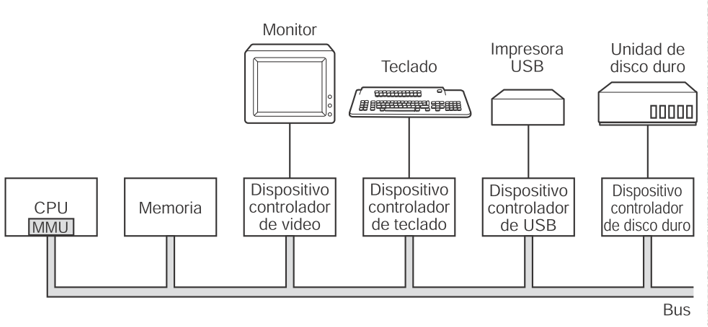 Monitor
Teclado
Impresora
USB
Unidad de
disco duro
CPU
MMU
Memoria
Dispositivo
controlador
de video
Dispositivo
controlador
de teclado
Dispositivo
controlador
de USB
Dispositivo
controlador
de disco duro
Bus